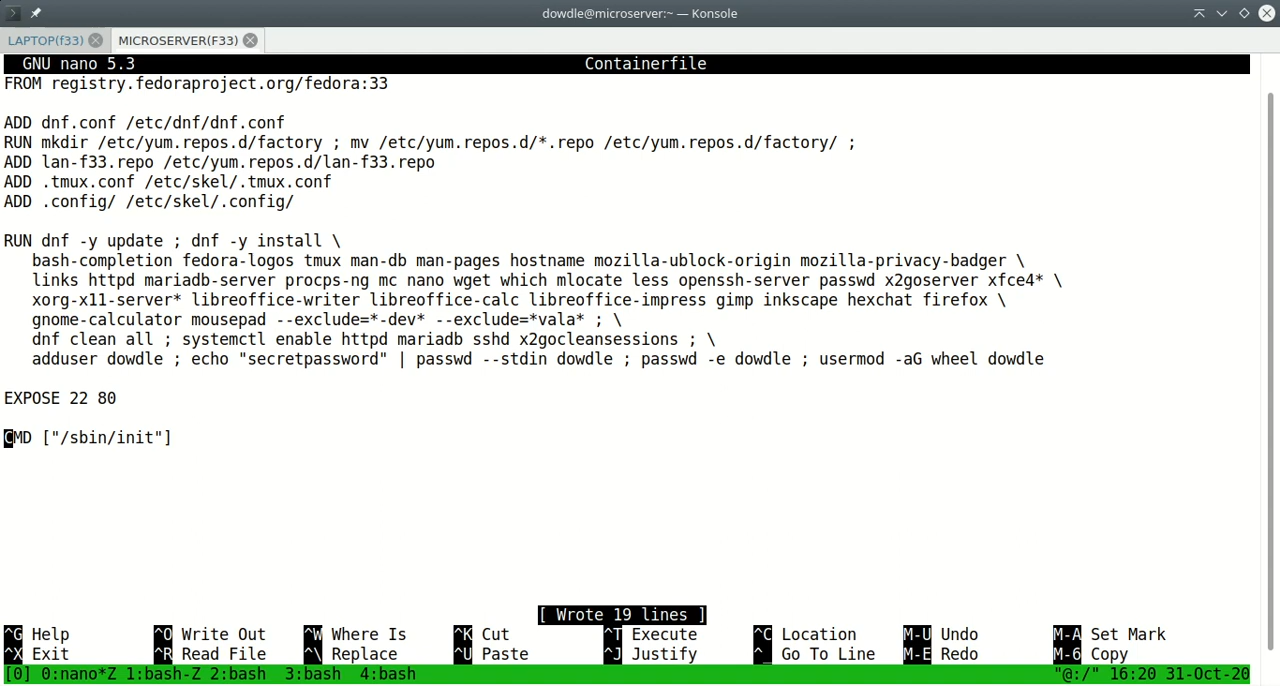 dowdle@microserver:~ — Konsole
LAPTOP(f33) MICROSERVER(F33)
GNU nano 5.3 Containerfile
FROM registry.fedoraproject.org/fedora:33
ADD dnf.conf /etc/dnf/dnf.conf
RUN mkdir /etc/yum.repos.d/factory ; mv /etc/yum.repos.d/*.repo /etc/yum.repos.d/factory/ ;
ADD lan-f33.repo /etc/yum.repos.d/lan-f33.repo
ADD .tmux.conf /etc/skel/.tmux.conf
ADD .config/ /etc/skel/.config/
RUN dnf -y update ; dnf -y install \
bash-completion fedora-logos tmux man-db man-pages hostname mozilla-ublock-origin mozilla-privacy-badger \
links httpd mariadb-server procps-ng mc nano wget which mlocate less openssh-server passwd x2goserver xfce4* \
xorg-x11-server* libreoffice-writer libreoffice-calc libreoffice-impress gimp inkscape hexchat firefox \
gnome-calculator mousepad --exclude=*-dev* --exclude=*vala* ; \
dnf clean all ; systemctl enable httpd mariadb sshd x2gocleansessions ; \
adduser dowdle ; echo "secretpassword" | passwd --stdin dowdle ; passwd -e dowdle ; usermod -aG wheel dowdle
EXPOSE 22 80
CMD ["/sbin/init"]
[ Wrote 19 lines ]
^G Help ^O Write Out ^W Where Is ^K Cut ^T Execute ^C Location M-U Undo M-A Set Mark
^X Exit ^R Read File ^\ Replace ^U Paste ^J Justify ^_ Go To Line M-E Redo M-6 Copy
[0] 0:nano*Z 1:bash-Z 2:bash 3:bash 4:bash "@:/" 16:20 31-Oct-20